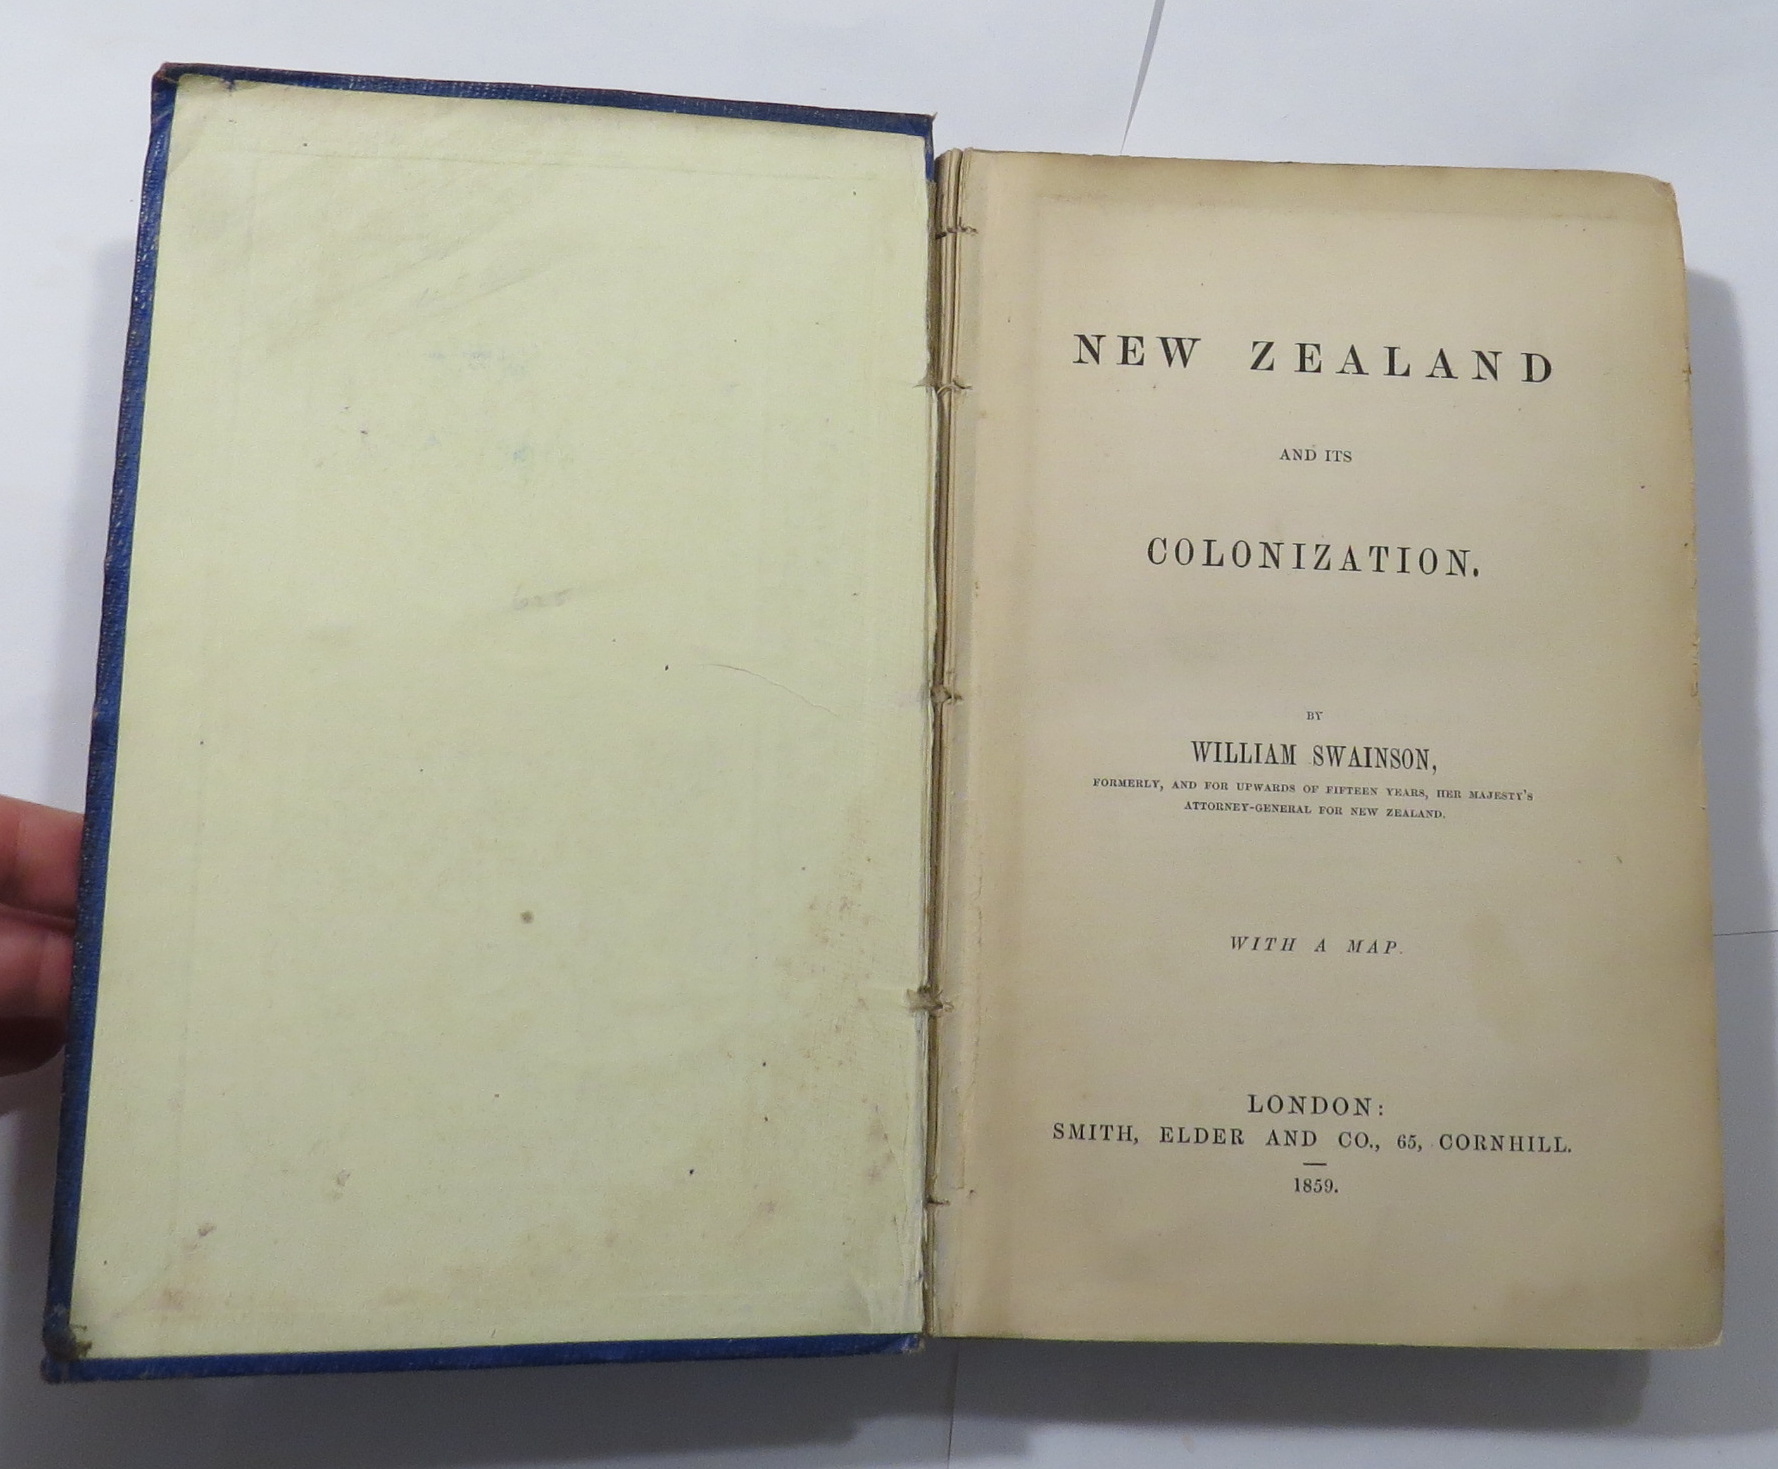 NEW ZEALAND
AND ITS
COLONIZATION.
BY
WILLIAM SWAINSON,
FORMERLY, AND FOR UPWARDS OF FIFTEEN YEARS, HER MAJESTY'S
ATTORNEY-GENERAL FOR NEW ZEALAND.
WITH A MAP.
LONDON:
SMITH, ELDER AND CO., 65, CORNHILL.
1859.